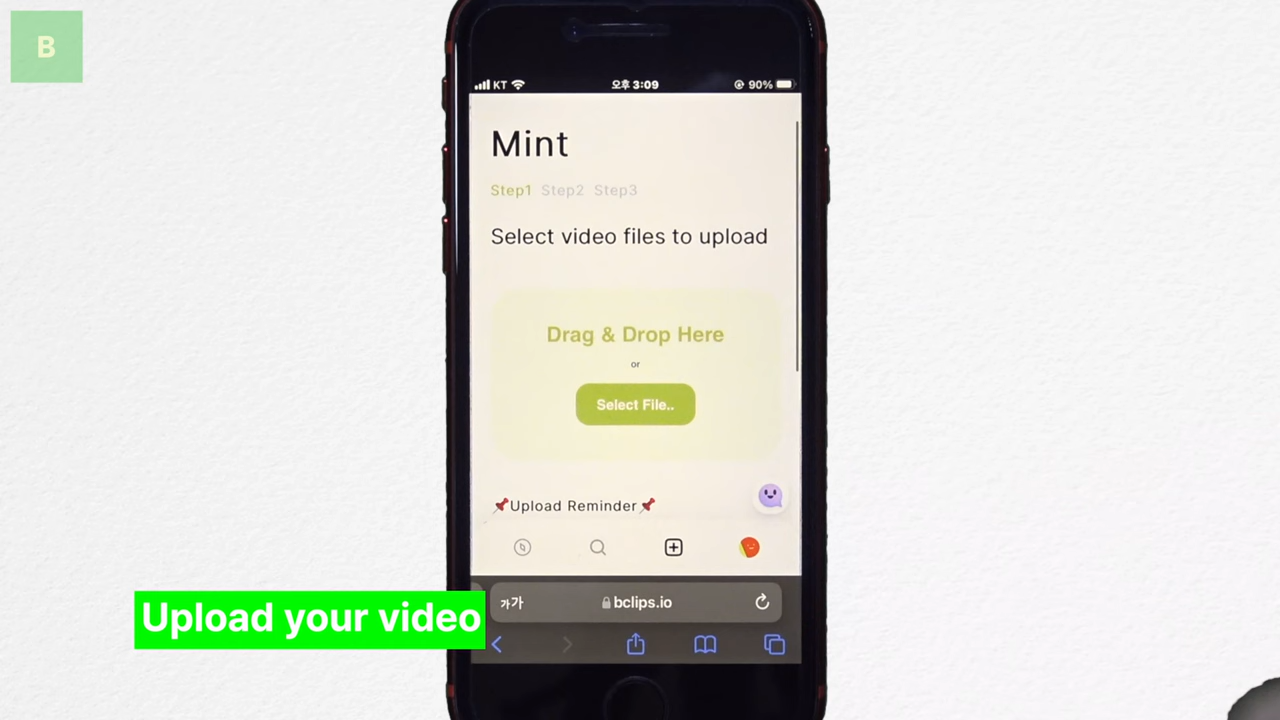 B
KT 오후 3:09 90%
Mint
Step1 Step2 Step3
Select video files to upload
Drag & Drop Here
or
Select File..
📌Upload Reminder📌
가가 bclips.io
Upload your video